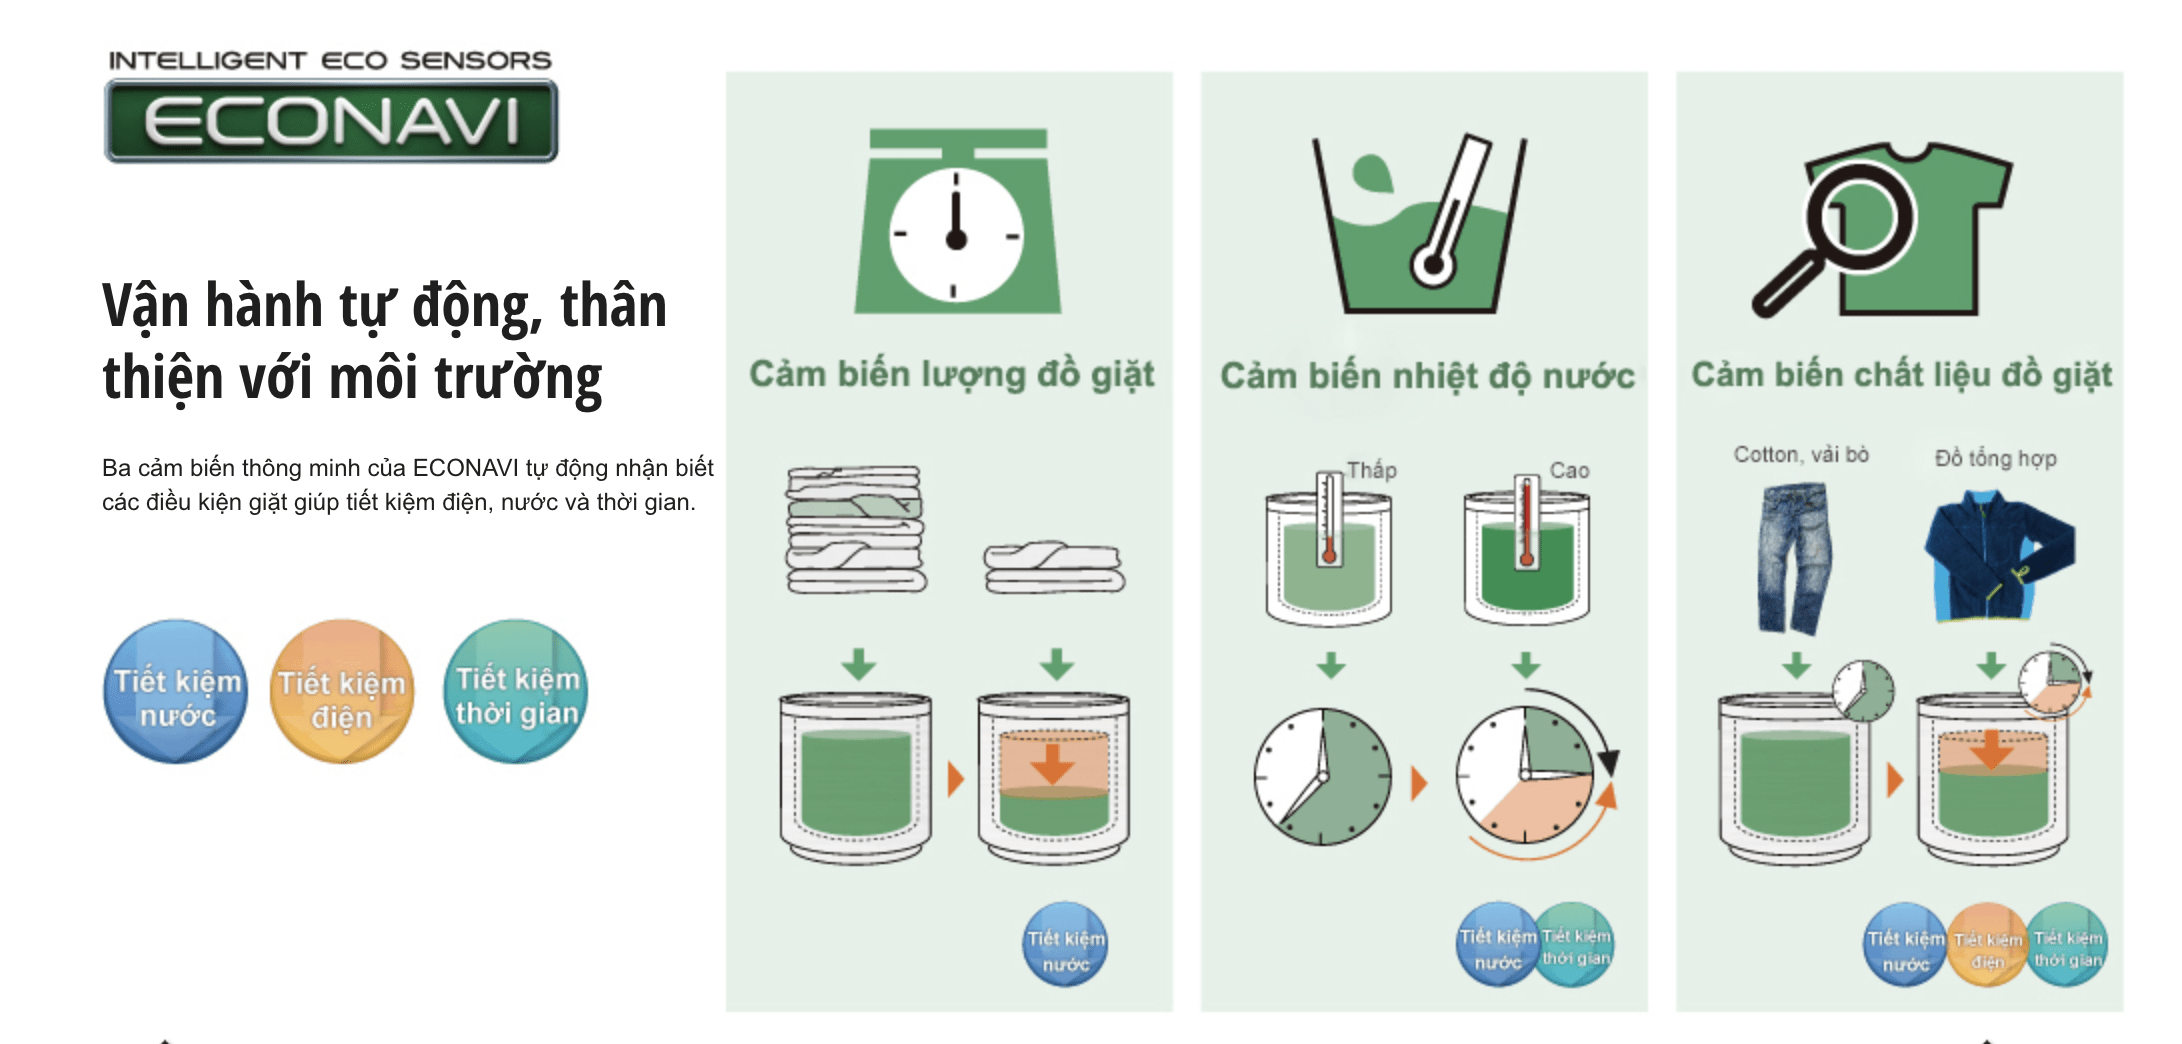 INTELLIGENT ECO SENSORS
ECONAVI
Vận hành tự động, thân
thiện với môi trường
Ba cảm biến thông minh của ECONAVI tự động nhận biết
các điều kiện giặt giúp tiết kiệm điện, nước và thời gian.
Tiết kiệm
nước
Tiết kiệm
điện
Tiết kiệm
thời gian
Cảm biến lượng đồ giặt
Tiết kiệm
nước
Cảm biến nhiệt độ nước
Thấp
Cao
Tiết kiệm
nước
Tiết kiệm
thời gian
Cảm biến chất liệu đồ giặt
Cotton, vải bò
Đồ tổng hợp
Tiết kiệm
nước
Tiết kiệm
điện
Tiết kiệm
thời gian